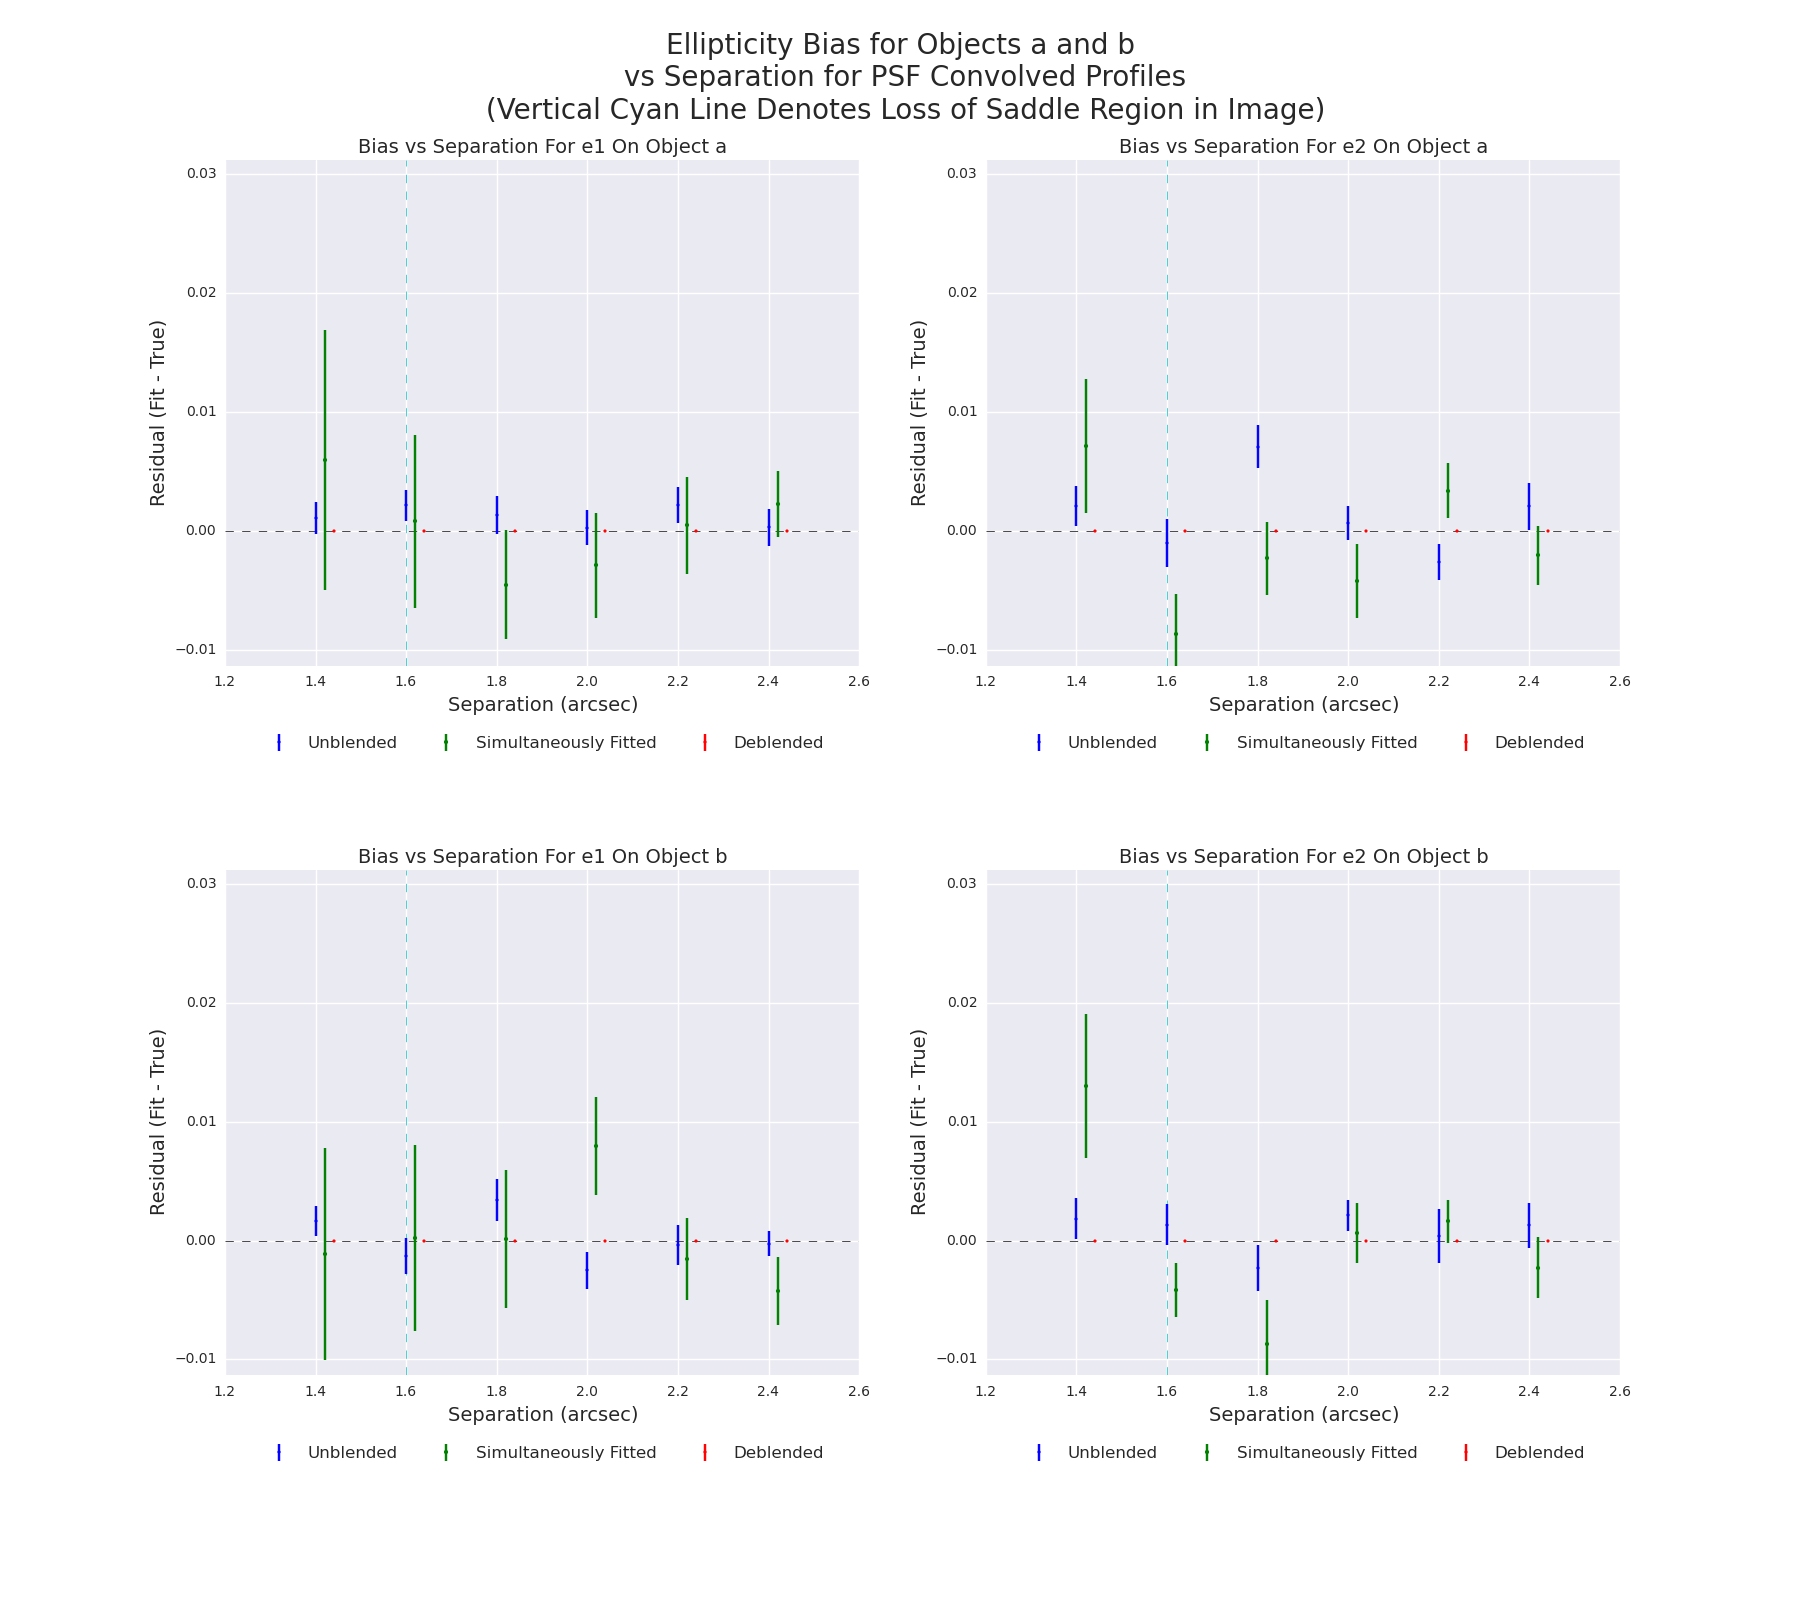 Ellipticity Bias for Objects a and b
vs Separation for PSF Convolved Profiles
(Vertical Cyan Line Denotes Loss of Saddle Region in Image)
Bias vs Separation For e1 On Object a
0.03
0.02
0.01
0.00
−0.01
Residual (Fit - True)
1.2 1.4 1.6 1.8 2.0 2.2 2.4 2.6
Separation (arcsec)
Unblended Simultaneously Fitted Deblended
Bias vs Separation For e2 On Object a
0.03
0.02
0.01
0.00
−0.01
Residual (Fit - True)
1.2 1.4 1.6 1.8 2.0 2.2 2.4 2.6
Separation (arcsec)
Unblended Simultaneously Fitted Deblended
Bias vs Separation For e1 On Object b
0.03
0.02
0.01
0.00
−0.01
Residual (Fit - True)
1.2 1.4 1.6 1.8 2.0 2.2 2.4 2.6
Separation (arcsec)
Unblended Simultaneously Fitted Deblended
Bias vs Separation For e2 On Object b
0.03
0.02
0.01
0.00
−0.01
Residual (Fit - True)
1.2 1.4 1.6 1.8 2.0 2.2 2.4 2.6
Separation (arcsec)
Unblended Simultaneously Fitted Deblended